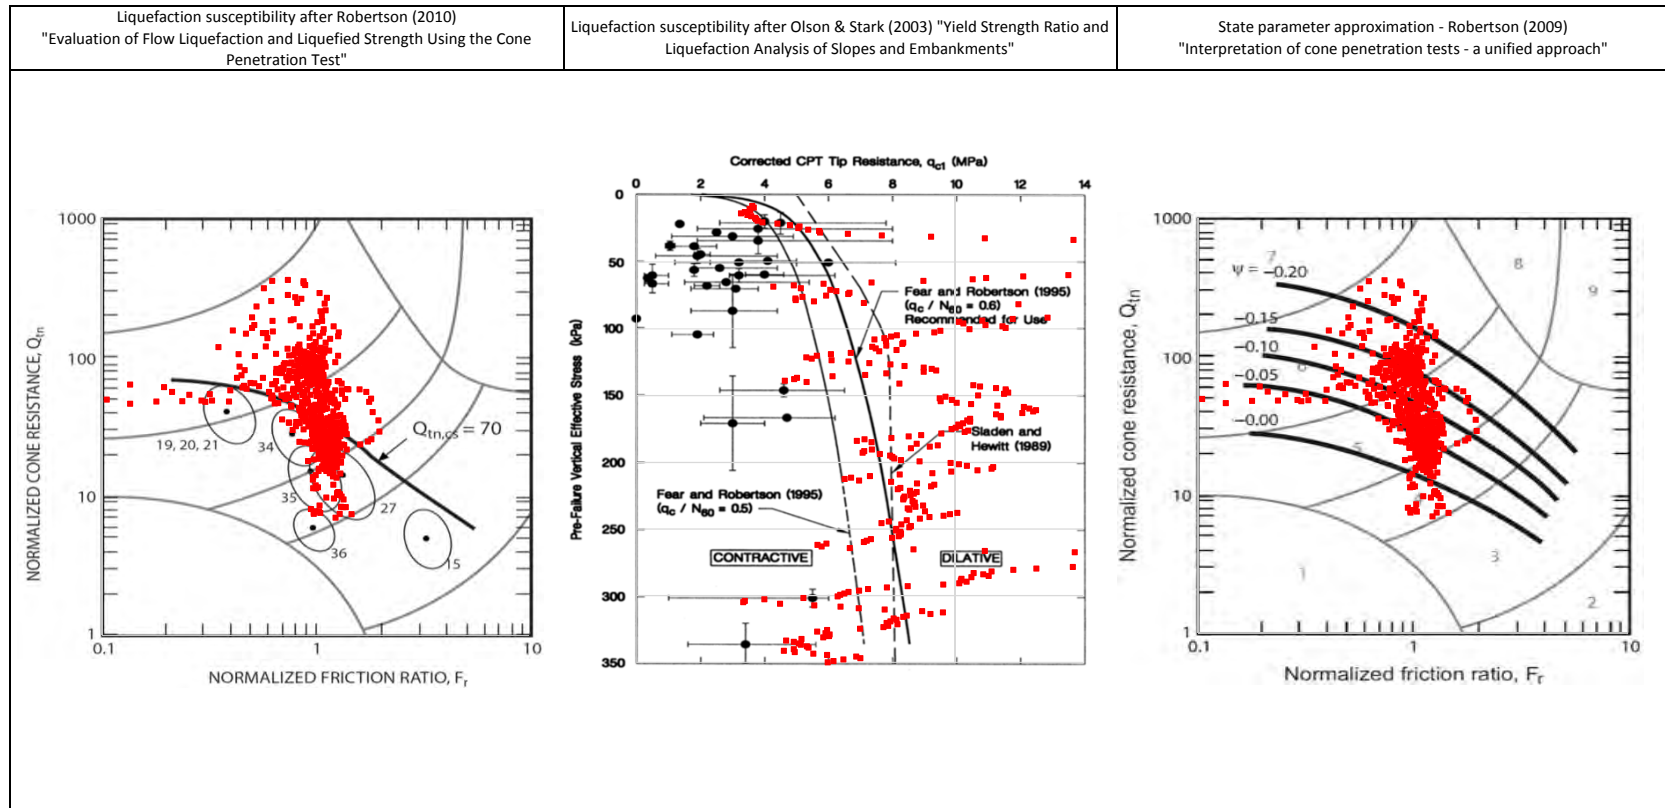 Liquefaction susceptibility after Robertson (2010)
"Evaluation of Flow Liquefaction and Liquefied Strength Using the Cone
Penetration Test"
Liquefaction susceptibility after Olson & Stark (2003) "Yield Strength Ratio and
Liquefaction Analysis of Slopes and Embankments"
State parameter approximation - Robertson (2009)
"Interpretation of cone penetration tests - a unified approach"
NORMALIZED CONE RESISTANCE, Qtn
1000
100
10
1
0.1
1
10
19, 20, 21
34
35
27
36
15
Qtn,cs = 70
NORMALIZED FRICTION RATIO, Fr
Corrected CPT Tip Resistance, qc1 (MPa)
0
2
4
6
8
10
12
14
Pre-Failure Vertical Effective Stress (kPa)
0
50
100
150
200
250
300
350
Fear and Robertson (1995)
(qc / N60 = 0.6)
Recommended for Use
Sladen and
Hewitt (1989)
Fear and Robertson (1995)
(qc / N60 = 0.5)
CONTRACTIVE
DILATIVE
Normalized cone resistance, Qtn
1000
100
10
1
0.1
1
10
7
8
9
ψ = −0.20
−0.15
−0.10
−0.05
−0.00
6
5
3
1
2
Normalized friction ratio, Fr